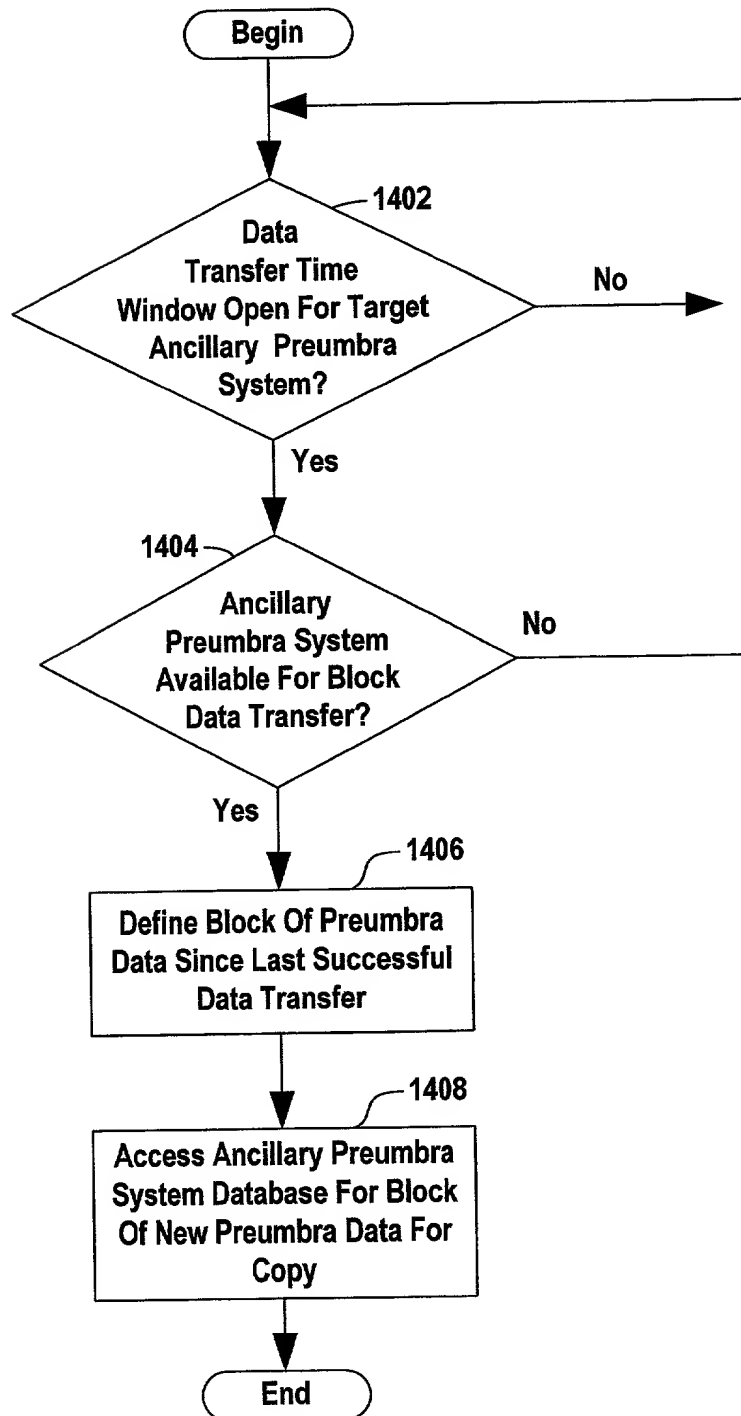 Begin
1402
Data
Transfer Time
Window Open For Target
Ancillary Preumbra
System?
No
Yes
1404
Ancillary
Preumbra System
Available For Block
Data Transfer?
No
Yes
1406
Define Block Of Preumbra
Data Since Last Successful
Data Transfer
1408
Access Ancillary Preumbra
System Database For Block
Of New Preumbra Data For
Copy
End